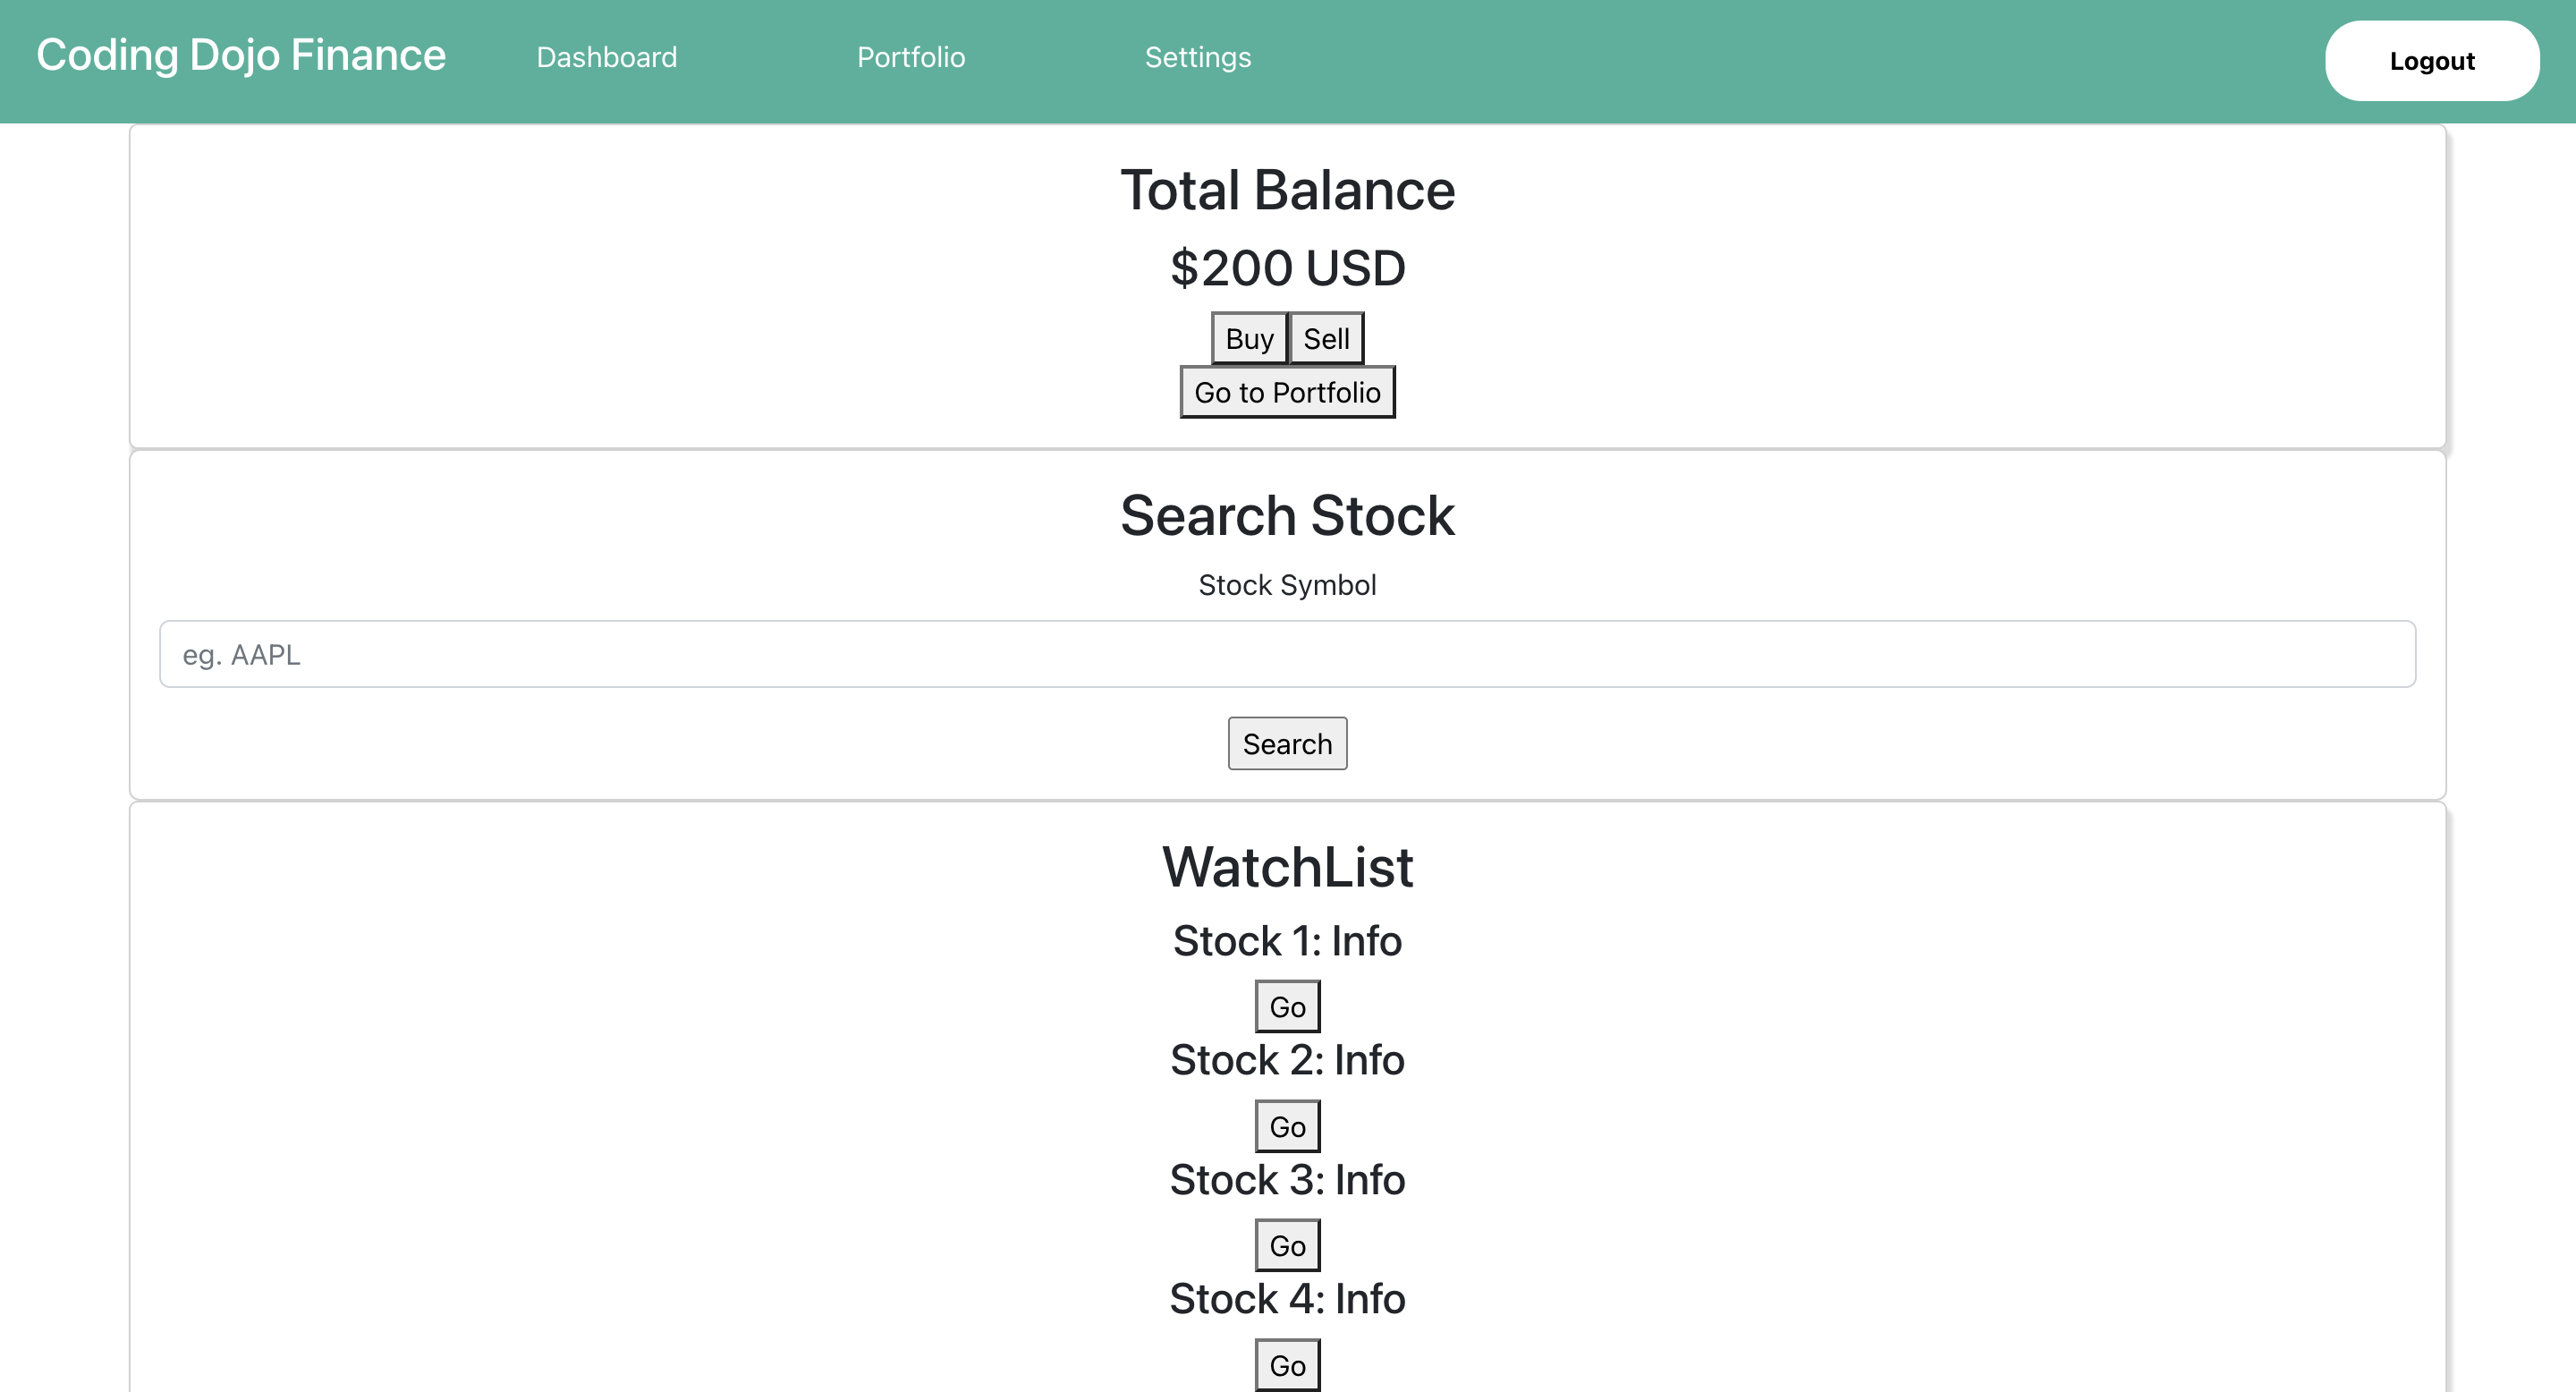 Coding Dojo Finance Dashboard Portfolio Settings Logout
Total Balance
$200 USD
Buy Sell
Go to Portfolio
Search Stock
Stock Symbol
eg. AAPL
Search
WatchList
Stock 1: Info
Go
Stock 2: Info
Go
Stock 3: Info
Go
Stock 4: Info
Go